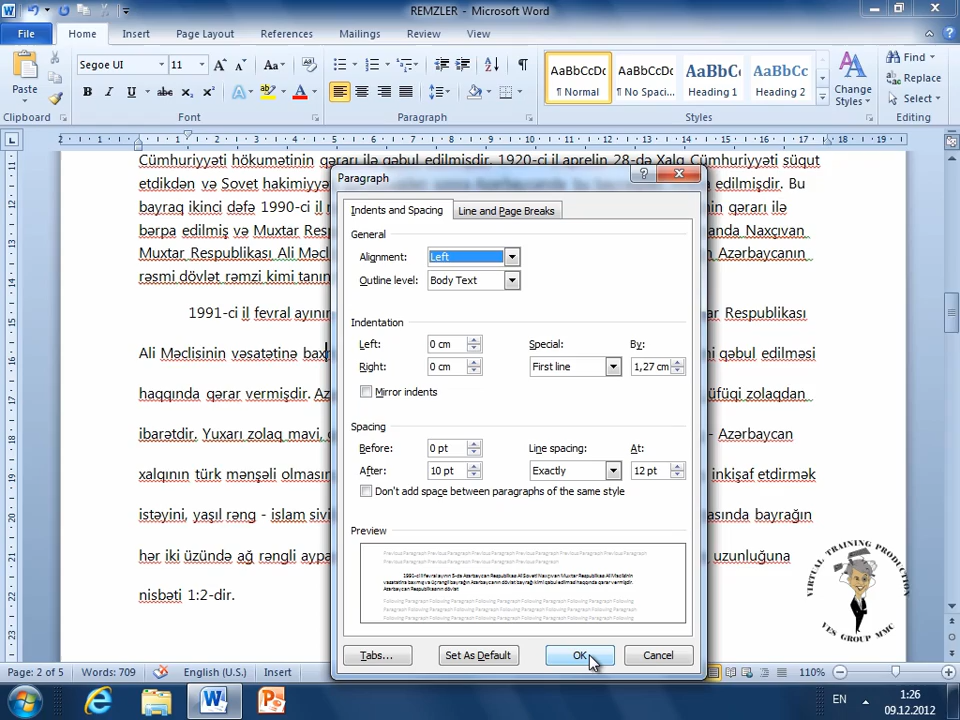 REMZLER - Microsoft Word
File Home Insert Page Layout References Mailings Review View
Paste
Segoe UI 11
Clipboard Font Paragraph Styles Editing
AaBbCcDc AaBbCcDc AaBbCc AaBbCc
¶ Normal ¶ No Spaci... Heading 1 Heading 2
Change Styles
Find
Replace
Select
Cümhuriyyəti hökumətinin qərarı ilə qəbul edilmişdir. 1920-ci il aprelin 28-də Xalq Cümhuriyyəti süqut
etdikdən və Sovet hakimiyyə edilmişdir. Bu
bayraq ikinci dəfə 1990-cı il n nin qərarı ilə
bərpa edilmiş və Muxtar Resp anda Naxçıvan
Muxtar Respublikası Ali Məcl n Azərbaycanın
rəsmi dövlət rəmzi kimi tanın
1991-ci il fevral ayının r Respublikası
Ali Məclisinin vəsatətinə bax ni qəbul edilməsi
haqqında qərar vermişdir. Az üfüqi zolaqdan
ibarətdir. Yuxarı zolaq mavi, - Azərbaycan
xalqının türk mənşəli olması inkişaf etdirmək
istəyini, yaşıl rəng - islam sivi asında bayrağın
hər iki üzündə ağ rəngli aypa uzunluğuna
nisbəti 1:2-dir.
Paragraph
Indents and Spacing Line and Page Breaks
General
Alignment: Left
Outline level: Body Text
Indentation
Left: 0 cm Special: By:
Right: 0 cm First line 1,27 cm
Mirror indents
Spacing
Before: 0 pt Line spacing: At:
After: 10 pt Exactly 12 pt
Don't add space between paragraphs of the same style
Preview
Tabs... Set As Default OK Cancel
VIRTUAL TRAINING PRODUCTION
YES GROUP MMC
Page: 2 of 5 Words: 709 English (U.S.) Insert 110%
EN 1:26
09.12.2012